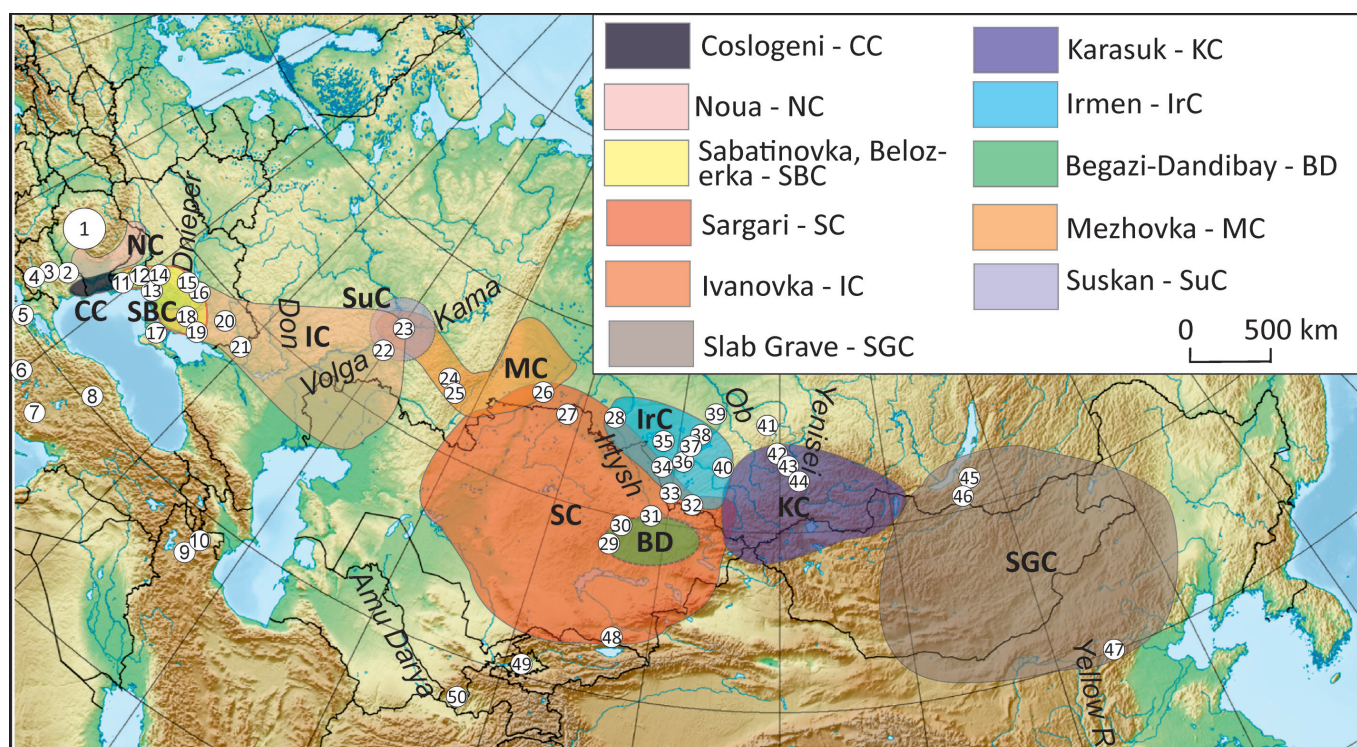 Coslogeni - CC
Noua - NC
Sabatinovka, Beloz-
erka - SBC
Sargari - SC
Ivanovka - IC
Slab Grave - SGC
Karasuk - KC
Irmen - IrC
Begazi-Dandibay - BD
Mezhovka - MC
Suskan - SuC
0 500 km
1
NC
Dnieper
4 3 2
11 12 14
13
15
16
CC
SBC
18
17
19
20
21
5
6
7
8
9
10
Don
IC
SuC
Kama
23
22
Volga
24
25
MC
26
27
28
IrC
39
Ob
35
38
37
34
36
40
33
32
Irtysh
31
30
29
SC
BD
41
Yenisei
42
43
44
KC
45
46
SGC
47
Yellow R
48
49
50
Amu Darya